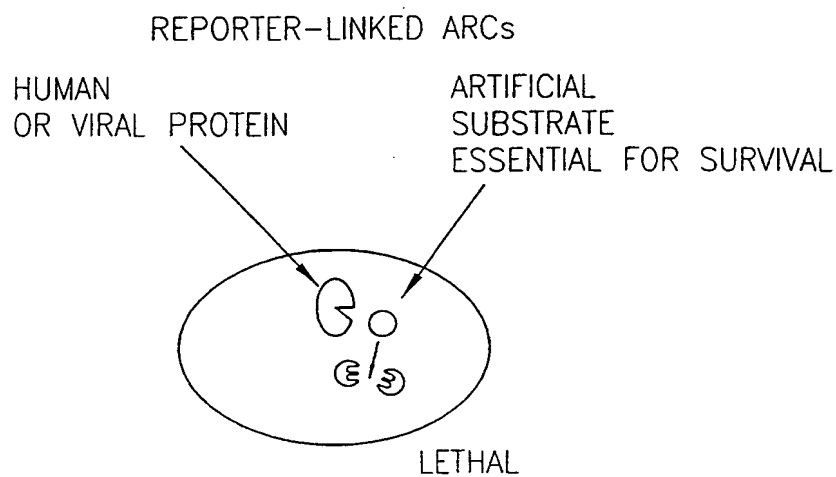 REPORTER-LINKED ARCs
HUMAN
OR VIRAL PROTEIN
ARTIFICIAL
SUBSTRATE
ESSENTIAL FOR SURVIVAL
LETHAL